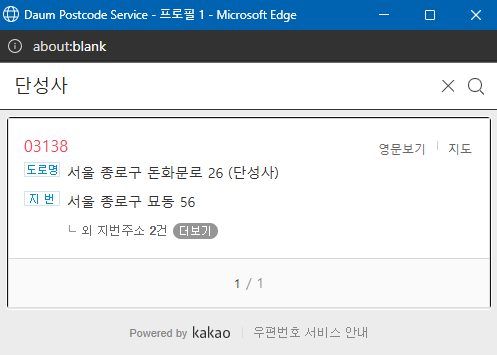 Daum Postcode Service - 프로필 1 - Microsoft Edge
about:blank
단성사
03138
영문보기 지도
도로명 서울 종로구 돈화문로 26 (단성사)
지 번 서울 종로구 묘동 56
ㄴ 외 지번주소 2건 더보기
1 / 1
Powered by kakao 우편번호 서비스 안내